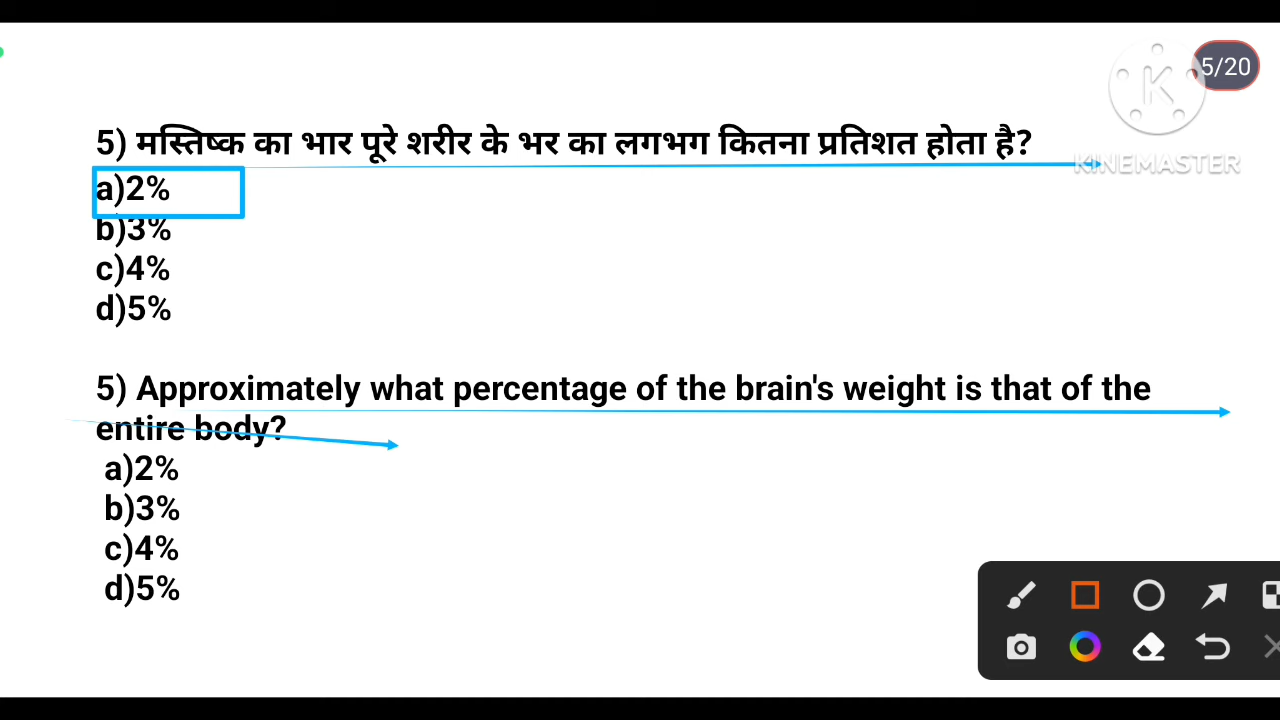 5/20
KINEMASTER
5) मस्तिष्क का भार पूरे शरीर के भर का लगभग कितना प्रतिशत होता है?
a)2%
b)3%
c)4%
d)5%
5) Approximately what percentage of the brain's weight is that of the
entire body?
a)2%
b)3%
c)4%
d)5%